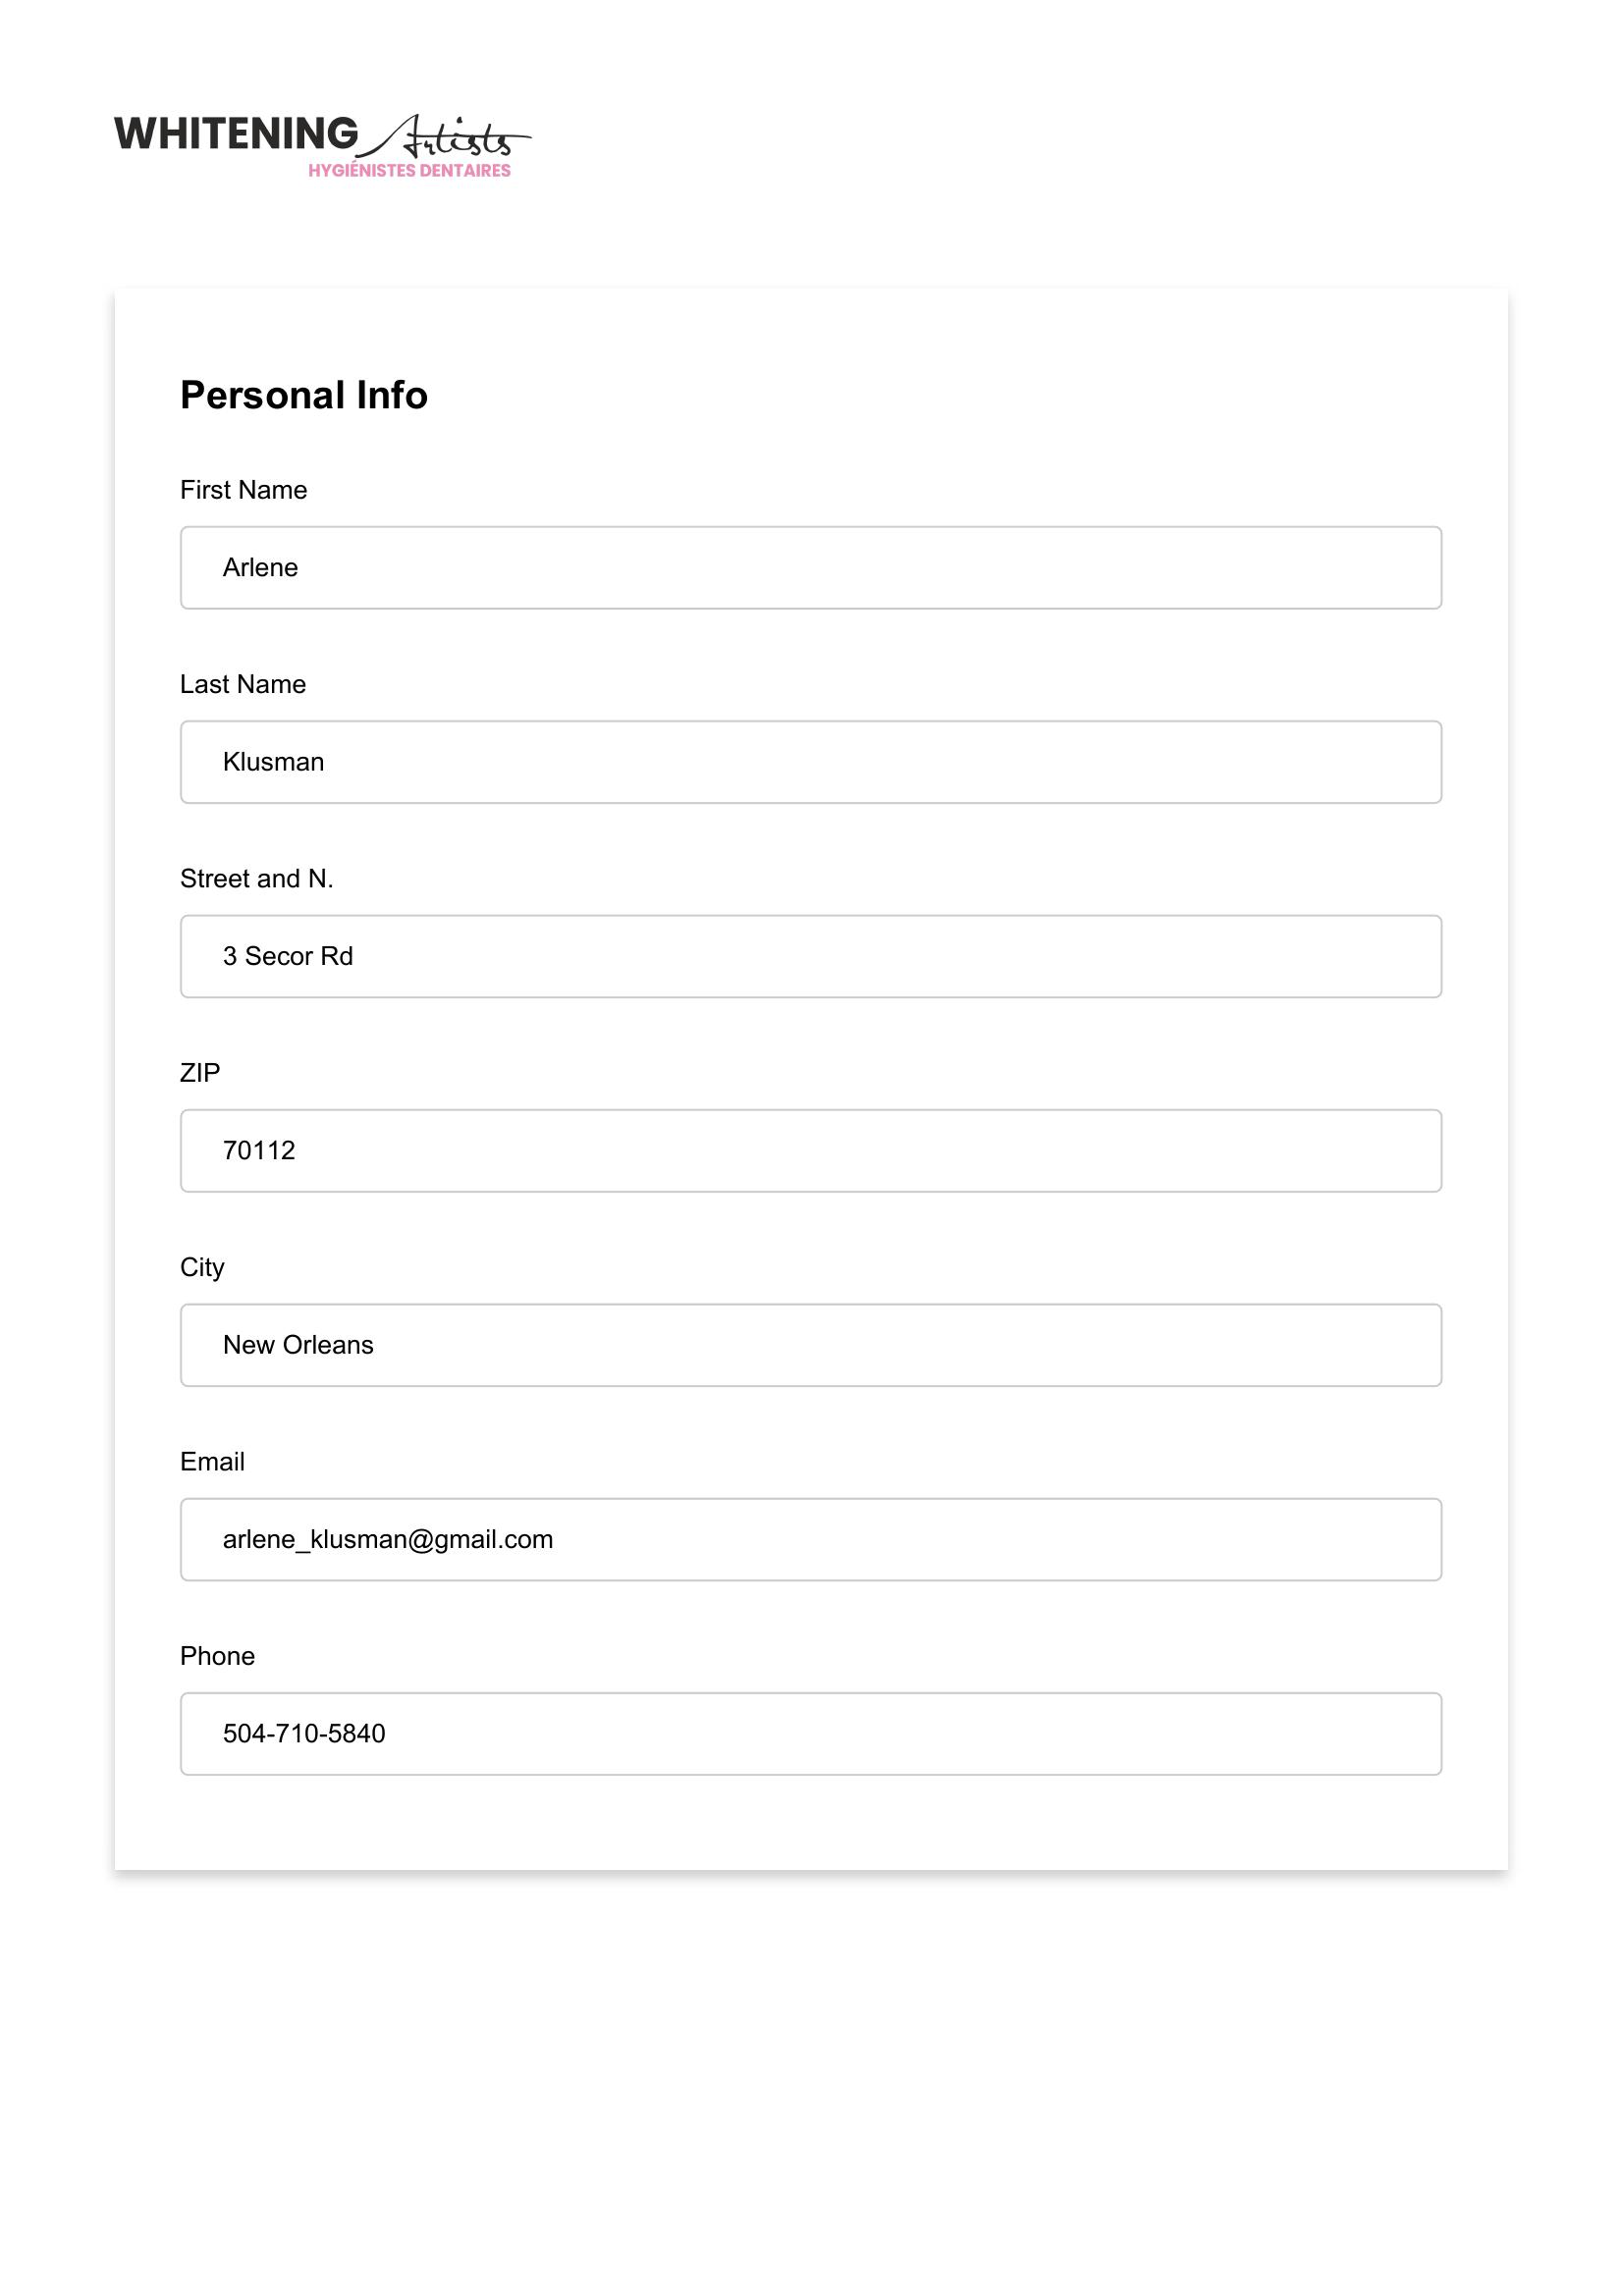 WHITENING Artists
HYGIÉNISTES DENTAIRES
Personal Info
First Name
Arlene
Last Name
Klusman
Street and N.
3 Secor Rd
ZIP
70112
City
New Orleans
Email
arlene_klusman@gmail.com
Phone
504-710-5840